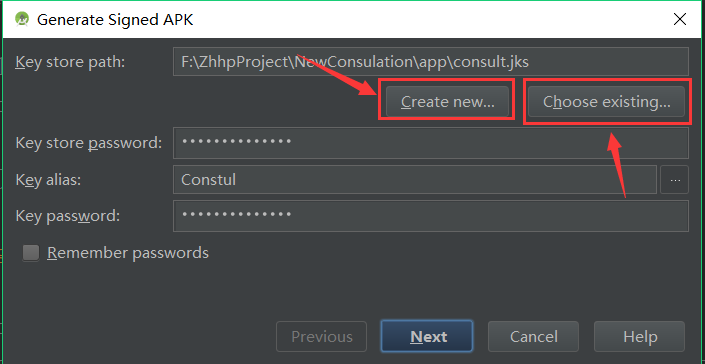 Generate Signed APK
Key store path: F:\ZhhpProject\NewConsulation\app\consult.jks
Create new... Choose existing...
Key store password: •••••••••••••
Key alias: Constul ...
Key password: •••••••••••••
Remember passwords
Previous Next Cancel Help